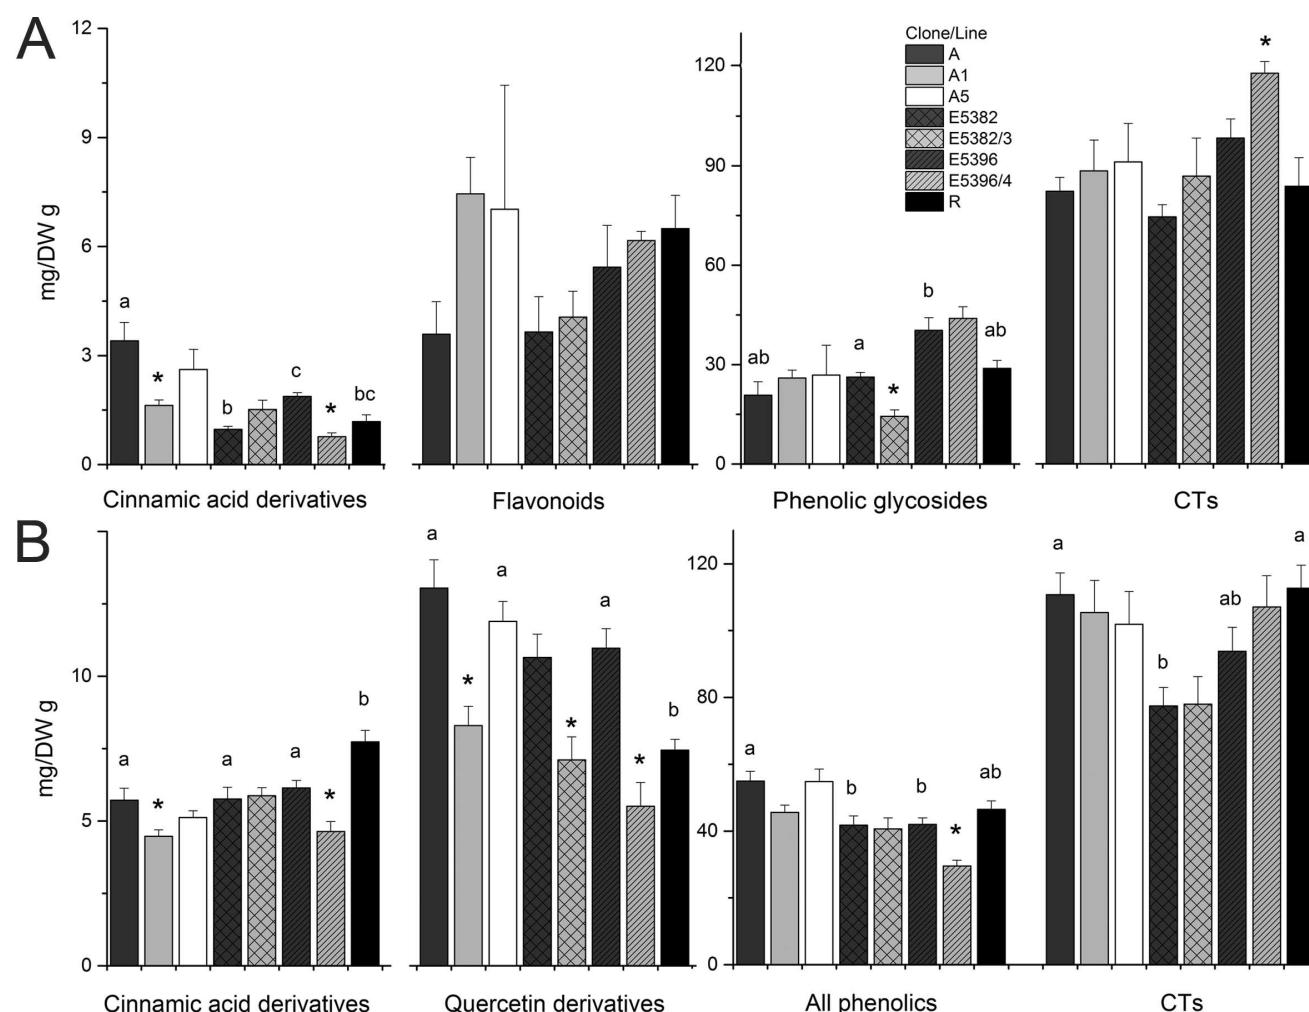 A
mg/DW g
12
9
6
3
0
a
*
b
c
*
bc
Cinnamic acid derivatives
Flavonoids
120
90
60
30
0
ab
a
*
b
ab
Phenolic glycosides
Clone/Line
A
A1
A5
E5382
E5382/3
E5396
E5396/4
R
*
CTs
B
mg/DW g
10
5
0
a
*
a
a
*
b
Cinnamic acid derivatives
a
*
a
*
a
*
b
Quercetin derivatives
120
80
40
0
a
b
b
*
ab
All phenolics
a
b
ab
a
CTs